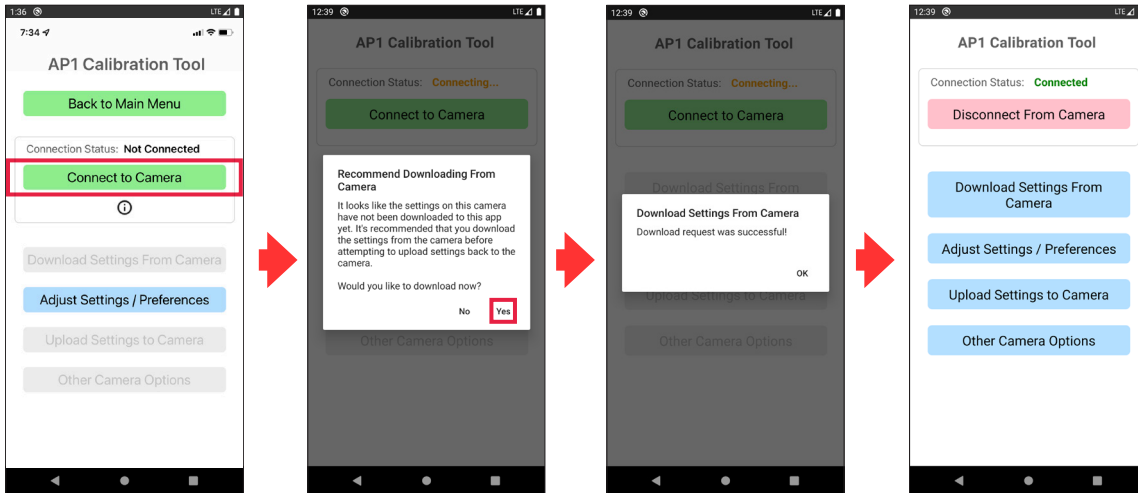 1:36 LTE
7:34
AP1 Calibration Tool
Back to Main Menu
Connection Status: Not Connected
Connect to Camera
Download Settings From Camera
Adjust Settings / Preferences
Upload Settings to Camera
Other Camera Options
12:39 LTE
AP1 Calibration Tool
Connection Status: Connecting...
Connect to Camera
Recommend Downloading From
Camera
It looks like the settings on this camera
have not been downloaded to this app
yet. It's recommended that you download
the settings from the camera before
attempting to upload settings back to the
camera.
Would you like to download now?
No Yes
Other Camera Options
12:39 LTE
AP1 Calibration Tool
Connection Status: Connecting...
Connect to Camera
Download Settings From
Download Settings From Camera
Download request was successful!
OK
Upload Settings to Camera
Other Camera Options
12:39 LTE
AP1 Calibration Tool
Connection Status: Connected
Disconnect From Camera
Download Settings From
Camera
Adjust Settings / Preferences
Upload Settings to Camera
Other Camera Options